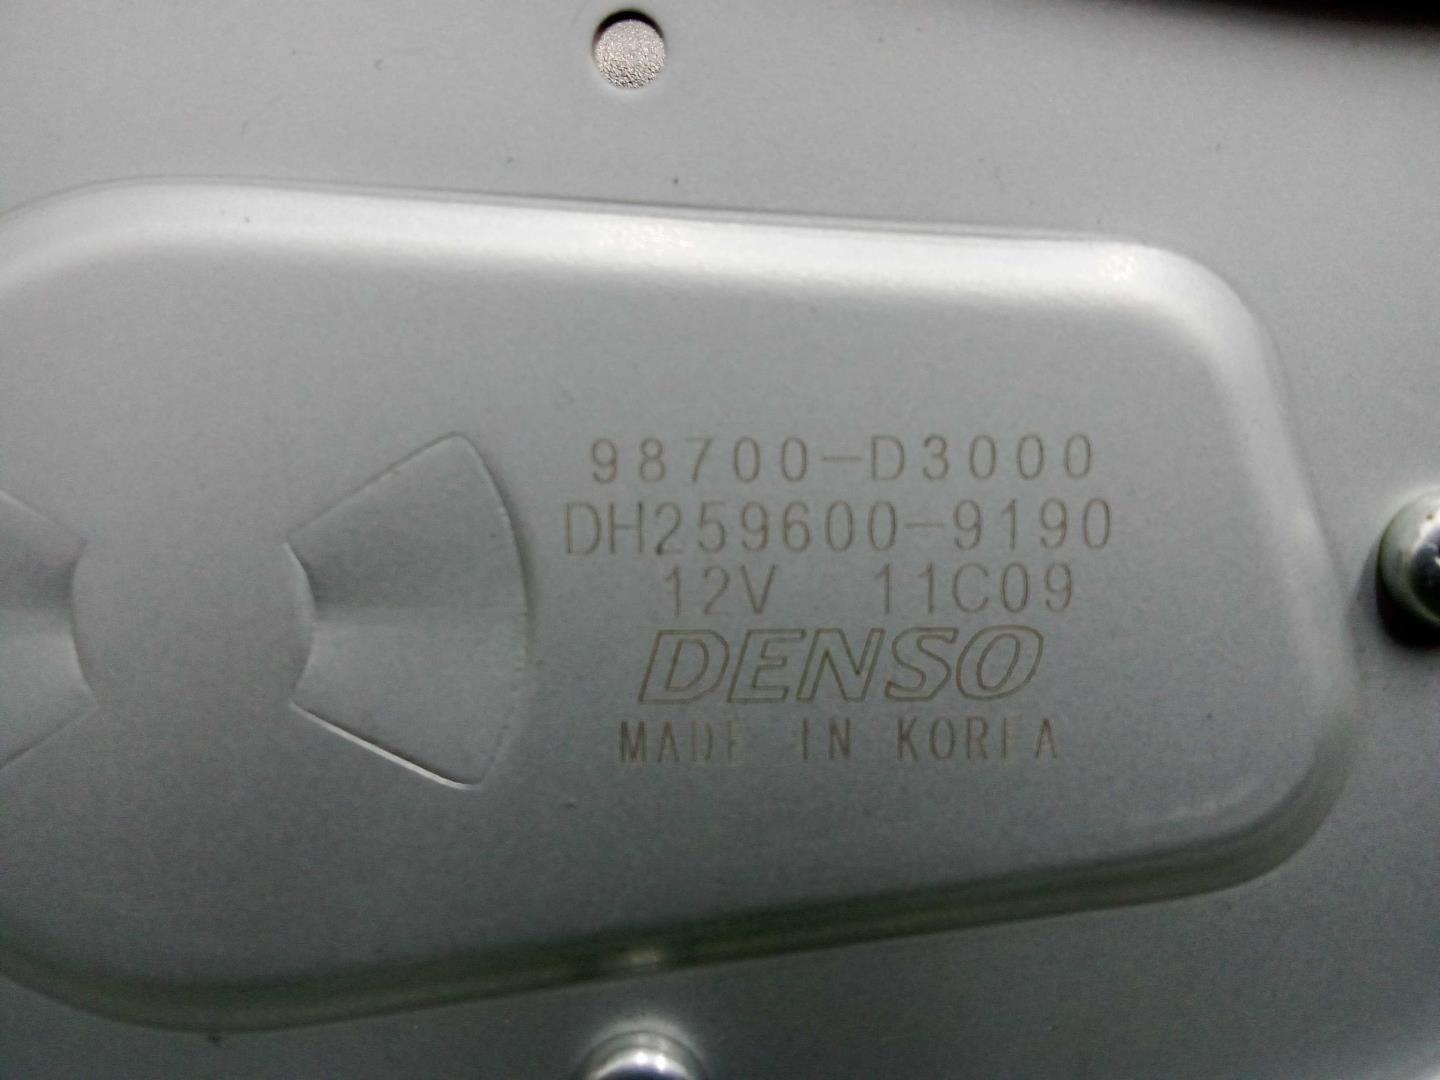 98700-D3000
DH259600-9190
12V 11C09
DENSO
MADE IN KOREA